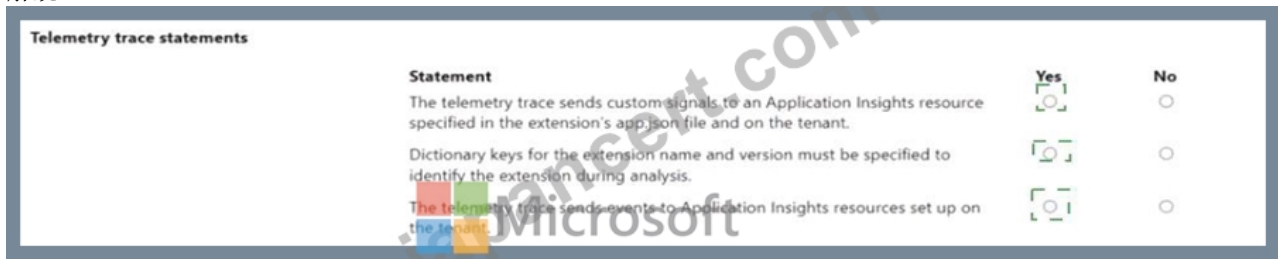 Telemetry trace statements
Statement Yes No
The telemetry trace sends custom signals to an Application Insights resource
specified in the extension's app.json file and on the tenant.
Dictionary keys for the extension name and version must be specified to
identify the extension during analysis.
The telemetry trace sends events to Application Insights resources set up on
the tenant.
Microsoft